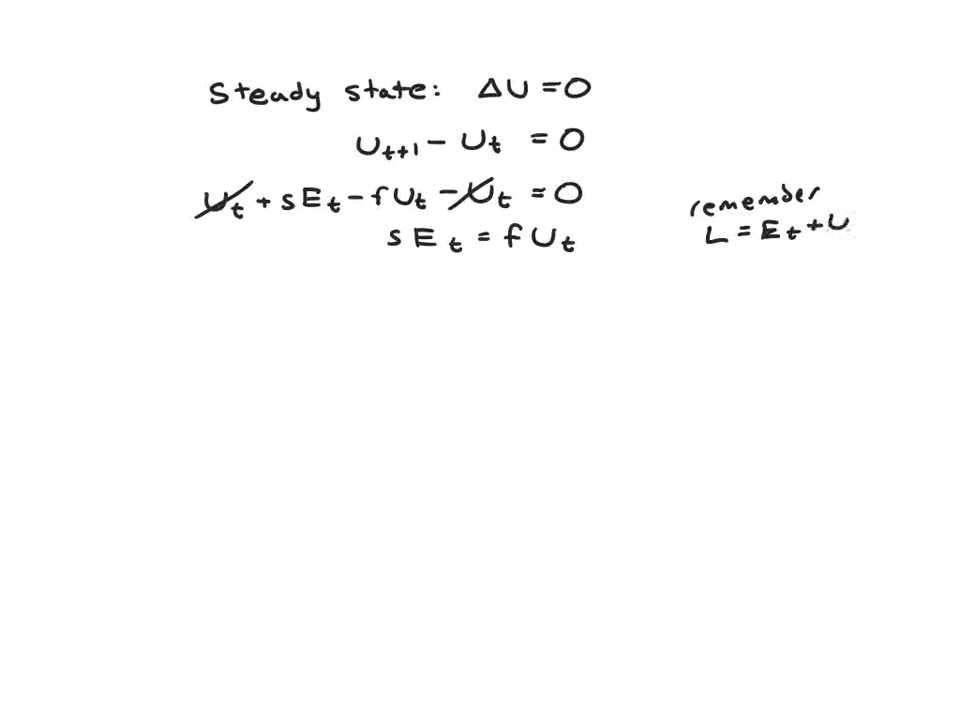 Steady state: ΔU = 0
U_{t+1} - U_t = 0
U_t + sE_t - fU_t - U_t = 0
sE_t = fU_t
remember
L = E_t + U